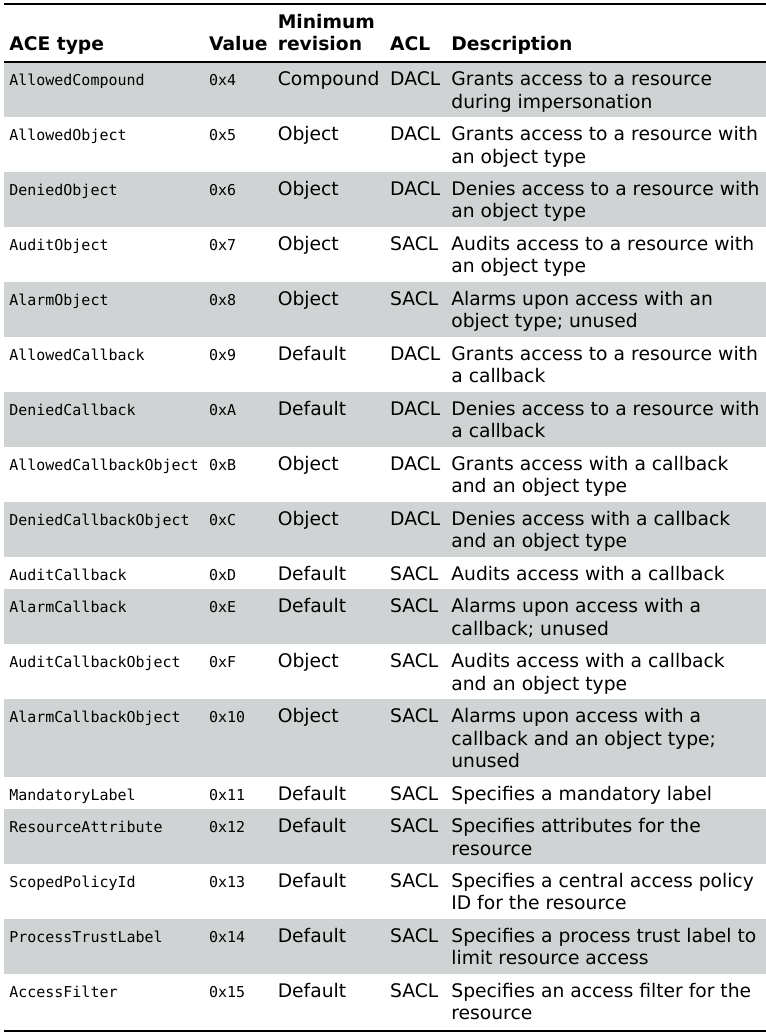 Minimum
ACE type Value revision ACL Description
AllowedCompound 0x4 Compound DACL Grants access to a resource
during impersonation
AllowedObject 0x5 Object DACL Grants access to a resource with
an object type
DeniedObject 0x6 Object DACL Denies access to a resource with
an object type
AuditObject 0x7 Object SACL Audits access to a resource with
an object type
AlarmObject 0x8 Object SACL Alarms upon access with an
object type; unused
AllowedCallback 0x9 Default DACL Grants access to a resource with
a callback
DeniedCallback 0xA Default DACL Denies access to a resource with
a callback
AllowedCallbackObject 0xB Object DACL Grants access with a callback
and an object type
DeniedCallbackObject 0xC Object DACL Denies access with a callback
and an object type
AuditCallback 0xD Default SACL Audits access with a callback
AlarmCallback 0xE Default SACL Alarms upon access with a
callback; unused
AuditCallbackObject 0xF Object SACL Audits access with a callback
and an object type
AlarmCallbackObject 0x10 Object SACL Alarms upon access with a
callback and an object type;
unused
MandatoryLabel 0x11 Default SACL Specifies a mandatory label
ResourceAttribute 0x12 Default SACL Specifies attributes for the
resource
ScopedPolicyId 0x13 Default SACL Specifies a central access policy
ID for the resource
ProcessTrustLabel 0x14 Default SACL Specifies a process trust label to
limit resource access
AccessFilter 0x15 Default SACL Specifies an access filter for the
resource